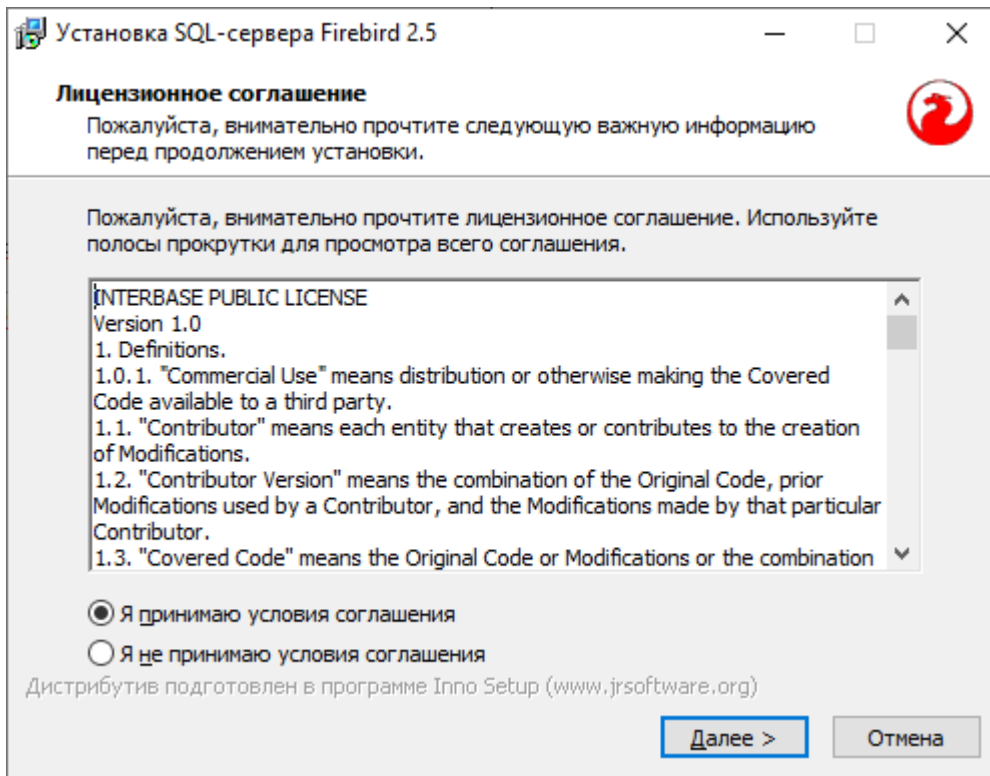 Установка SQL-сервера Firebird 2.5
Лицензионное соглашение
Пожалуйста, внимательно прочтите следующую важную информацию
перед продолжением установки.
Пожалуйста, внимательно прочтите лицензионное соглашение. Используйте
полосы прокрутки для просмотра всего соглашения.
INTERBASE PUBLIC LICENSE
Version 1.0
1. Definitions.
1.0.1. "Commercial Use" means distribution or otherwise making the Covered
Code available to a third party.
1.1. "Contributor" means each entity that creates or contributes to the creation
of Modifications.
1.2. "Contributor Version" means the combination of the Original Code, prior
Modifications used by a Contributor, and the Modifications made by that particular
Contributor.
1.3. "Covered Code" means the Original Code or Modifications or the combination
Я принимаю условия соглашения
Я не принимаю условия соглашения
Дистрибутив подготовлен в программе Inno Setup (www.jrsoftware.org)
Далее >
Отмена